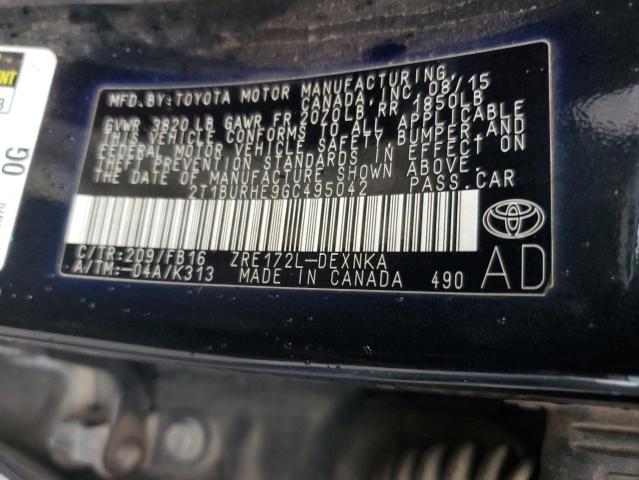 MFD.BY:TOYOTA MOTOR MANUFACTURING,
CANADA, INC. 08/15
GVWR 3820LB GAWR FR 2020LB, RR 1850LB
THIS VEHICLE CONFORMS TO ALL APPLICABLE
FEDERAL MOTOR VEHICLE SAFETY, BUMPER, AND
THEFT PREVENTION STANDARDS IN EFFECT ON
THE DATE OF MANUFACTURE SHOWN ABOVE.
2T1BURHE9GC495042 PASS.CAR
C/TR:209/FB16 ZRE172L-DEXNKA
A/TM:-04A/K313 MADE IN CANADA 490
AD
OG